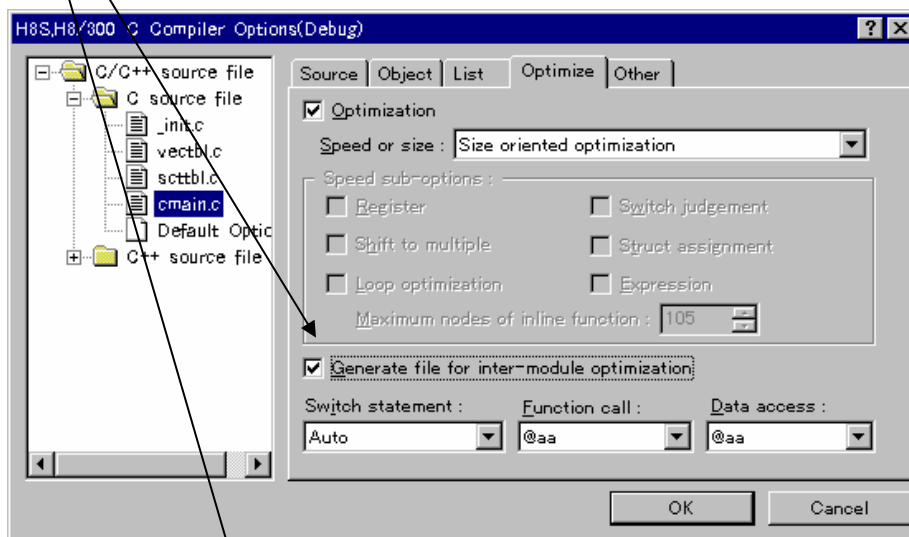 H8S,H8/300 C Compiler Options(Debug)
C/C++ source file
C source file
_init.c
vectbl.c
scttbl.c
cmain.c
Default Optic
C++ source file
Source Object List Optimize Other
Optimization
Speed or size : Size oriented optimization
Speed sub-options :
Register Switch judgement
Shift to multiple Struct assignment
Loop optimization Expression
Maximum nodes of inline function : 105
Generate file for inter-module optimization
Switch statement : Function call : Data access :
Auto @aa @aa
OK Cancel